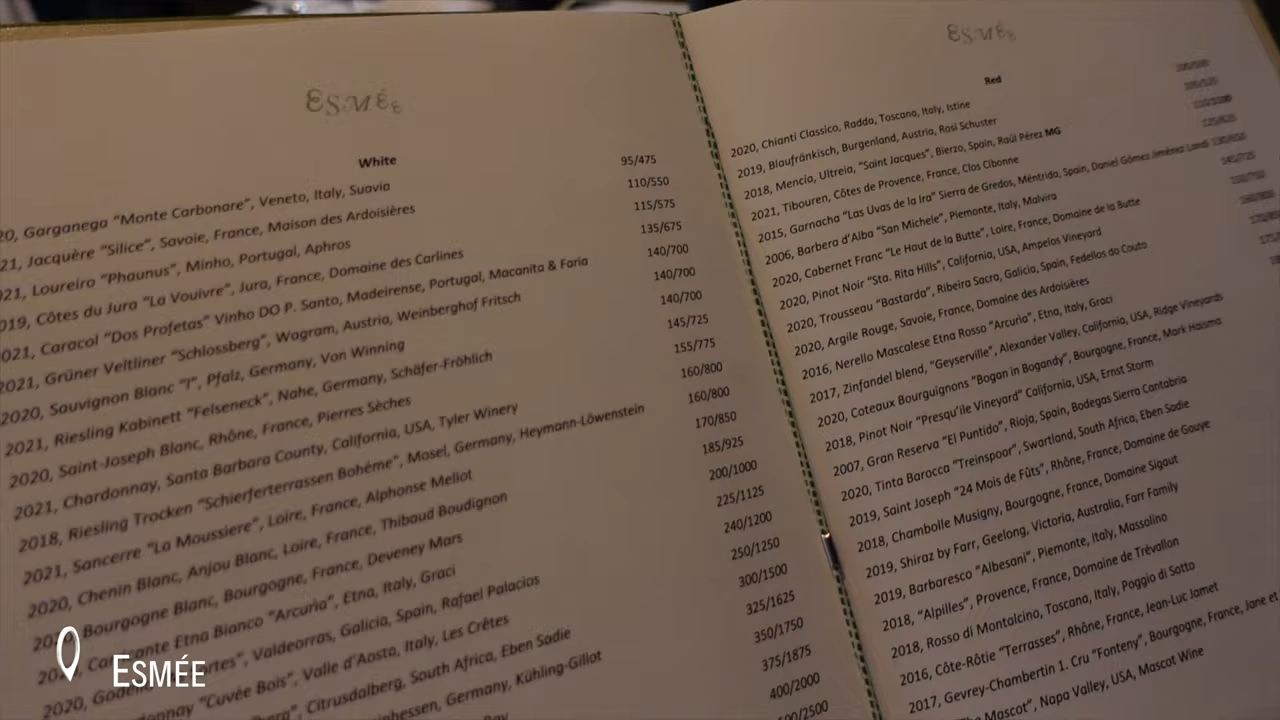 ESMÉE
White
20, Garganega "Monte Carbonare", Veneto, Italy, Suavia 95/475
21, Jacquère "Silice", Savoie, France, Maison des Ardoisières 110/550
021, Loureiro "Phaunus", Minho, Portugal, Aphros 115/575
019, Côtes du Jura "La Vouivre", Jura, France, Domaine des Carlines 135/675
2021, Caracol "Dos Profetas" Vinho DO P. Santo, Madeirense, Portugal, Macanita & Faria 140/700
2021, Grüner Veltliner "Schlossberg", Wagram, Austria, Weinberghof Fritsch 140/700
2020, Sauvignon Blanc "I", Pfalz, Germany, Von Winning 140/700
2021, Riesling Kabinett "Felseneck", Nahe, Germany, Schäfer-Fröhlich 145/725
2020, Saint-Joseph Blanc, Rhône, France, Pierres Sèches 155/775
2021, Chardonnay, Santa Barbara County, California, USA, Tyler Winery 160/800
2018, Riesling Trocken "Schierferterrassen Bohéme", Mosel, Germany, Heymann-Löwenstein 160/800
2021, Sancerre "La Moussiere", Loire, France, Alphonse Mellot 170/850
2020, Chenin Blanc, Anjou Blanc, Loire, France, Thibaud Boudignon 185/925
Bourgogne Blanc, Bourgogne, France, Deveney Mars 200/1000
Etna Bianco "Arcuria", Etna, Italy, Graci 225/1125
2020, Valdeorras, Galicia, Spain, Rafael Palacias 240/1200
"Cuvée Bois", Valle d'Aosta, Italy, Les Crêtes 250/1250
Citrusdalberg, South Africa, Eben Sadie 300/1500
Germany, Kühling-Gillot 325/1625
350/1750
375/1875
400/2000
/2500
ESMÉE
Red
2020, Chianti Classico, Radda, Toscana, Italy, Istine
2019, Blaufränkisch, Burgenland, Austria, Rosi Schuster
2018, Mencía, Ultreia, "Saint Jacques", Bierzo, Spain, Raúl Pérez MG
2021, Tibouren, Côtes de Provence, France, Clos Cibonne
2015, Garnacha "Las Uvas de la Ira" Sierra de Gredos, Méntrida, Spain, Daniel Gómez Jiménez Landi
2006, Barbera d'Alba "San Michele", Piemonte, Italy, Malvira
2020, Cabernet Franc "Le Haut de la Butte", Loire, France, Domaine de la Butte
2020, Pinot Noir "Sta. Rita Hills", California, USA, Ampelos Vineyard
2020, Trousseau "Bastarda", Ribeira Sacra, Galicia, Spain, Fedellos do Couto
2020, Argile Rouge, Savoie, France, Domaine des Ardoisières
2016, Nerello Mascalese Etna Rosso "Arcuria", Etna, Italy, Graci
2017, Zinfandel blend, "Geyserville", Alexander Valley, California, USA, Ridge Vineyards
2020, Coteaux Bourguignons "Bogan in Bogandy", Bourgogne, France, Mark Haisma
2018, Pinot Noir "Presqu'ile Vineyard" California, USA, Ernst Storm
2007, Gran Reserva "El Puntido", Rioja, Spain, Bodegas Sierra Cantabria
2020, Tinta Barocca "Treinspoor", Swartland, South Africa, Eben Sadie
2019, Saint Joseph "24 Mois de Fûts", Rhône, France, Domaine de Gouye
2018, Chambolle Musigny, Bourgogne, France, Domaine Sigaut
2019, Shiraz by Farr, Geelong, Victoria, Australia, Farr Family
2019, Barbaresco "Albesani", Piemonte, Italy, Massolino
2018, "Alpilles", Provence, France, Domaine de Trévallon
2018, Rosso di Montalcino, Toscana, Italy, Poggio di Sotto
2016, Côte-Rôtie "Terrasses", Rhône, France, Jean-Luc Jamet
2017, Gevrey-Chambertin 1. Cru "Fonteny", Bourgogne, France, Jane et
The Mascot", Napa Valley, USA, Mascot Wine
ESMÉE